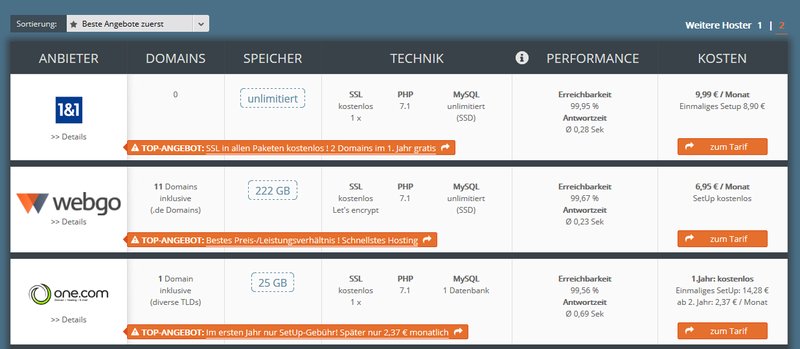 Sortierung: Beste Angebote zuerst
Weitere Hoster 1 | 2
ANBIETER DOMAINS SPEICHER TECHNIK PERFORMANCE KOSTEN
1&1
>> Details
0
unlimitiert
SSL
kostenlos
1 x
PHP
7.1
MySQL
unlimitiert
(SSD)
Erreichbarkeit
99,95 %
Antwortzeit
Ø 0,28 Sek
9,99 € / Monat
Einmaliges Setup 8,90 €
zum Tarif
TOP-ANGEBOT: SSL in allen Paketen kostenlos ! 2 Domains im 1. Jahr gratis
webgo
>> Details
11 Domains
inklusive
(.de Domains)
222 GB
SSL
kostenlos
Let's encrypt
PHP
7.1
MySQL
unlimitiert
(SSD)
Erreichbarkeit
99,67 %
Antwortzeit
Ø 0,23 Sek
6,95 € / Monat
SetUp kostenlos
zum Tarif
TOP-ANGEBOT: Bestes Preis-/Leistungsverhältnis ! Schnellstes Hosting
one.com
>> Details
1 Domain
inklusive
(diverse TLDs)
25 GB
SSL
kostenlos
1 x
PHP
7.1
MySQL
1 Datenbank
Erreichbarkeit
99,56 %
Antwortzeit
Ø 0,69 Sek
1.Jahr: kostenlos
Einmaliges SetUp: 14,28 €
ab 2. Jahr: 2,37 € / Monat
zum Tarif
TOP-ANGEBOT: Im ersten Jahr nur SetUp-Gebühr! Später nur 2,37 € monatlich